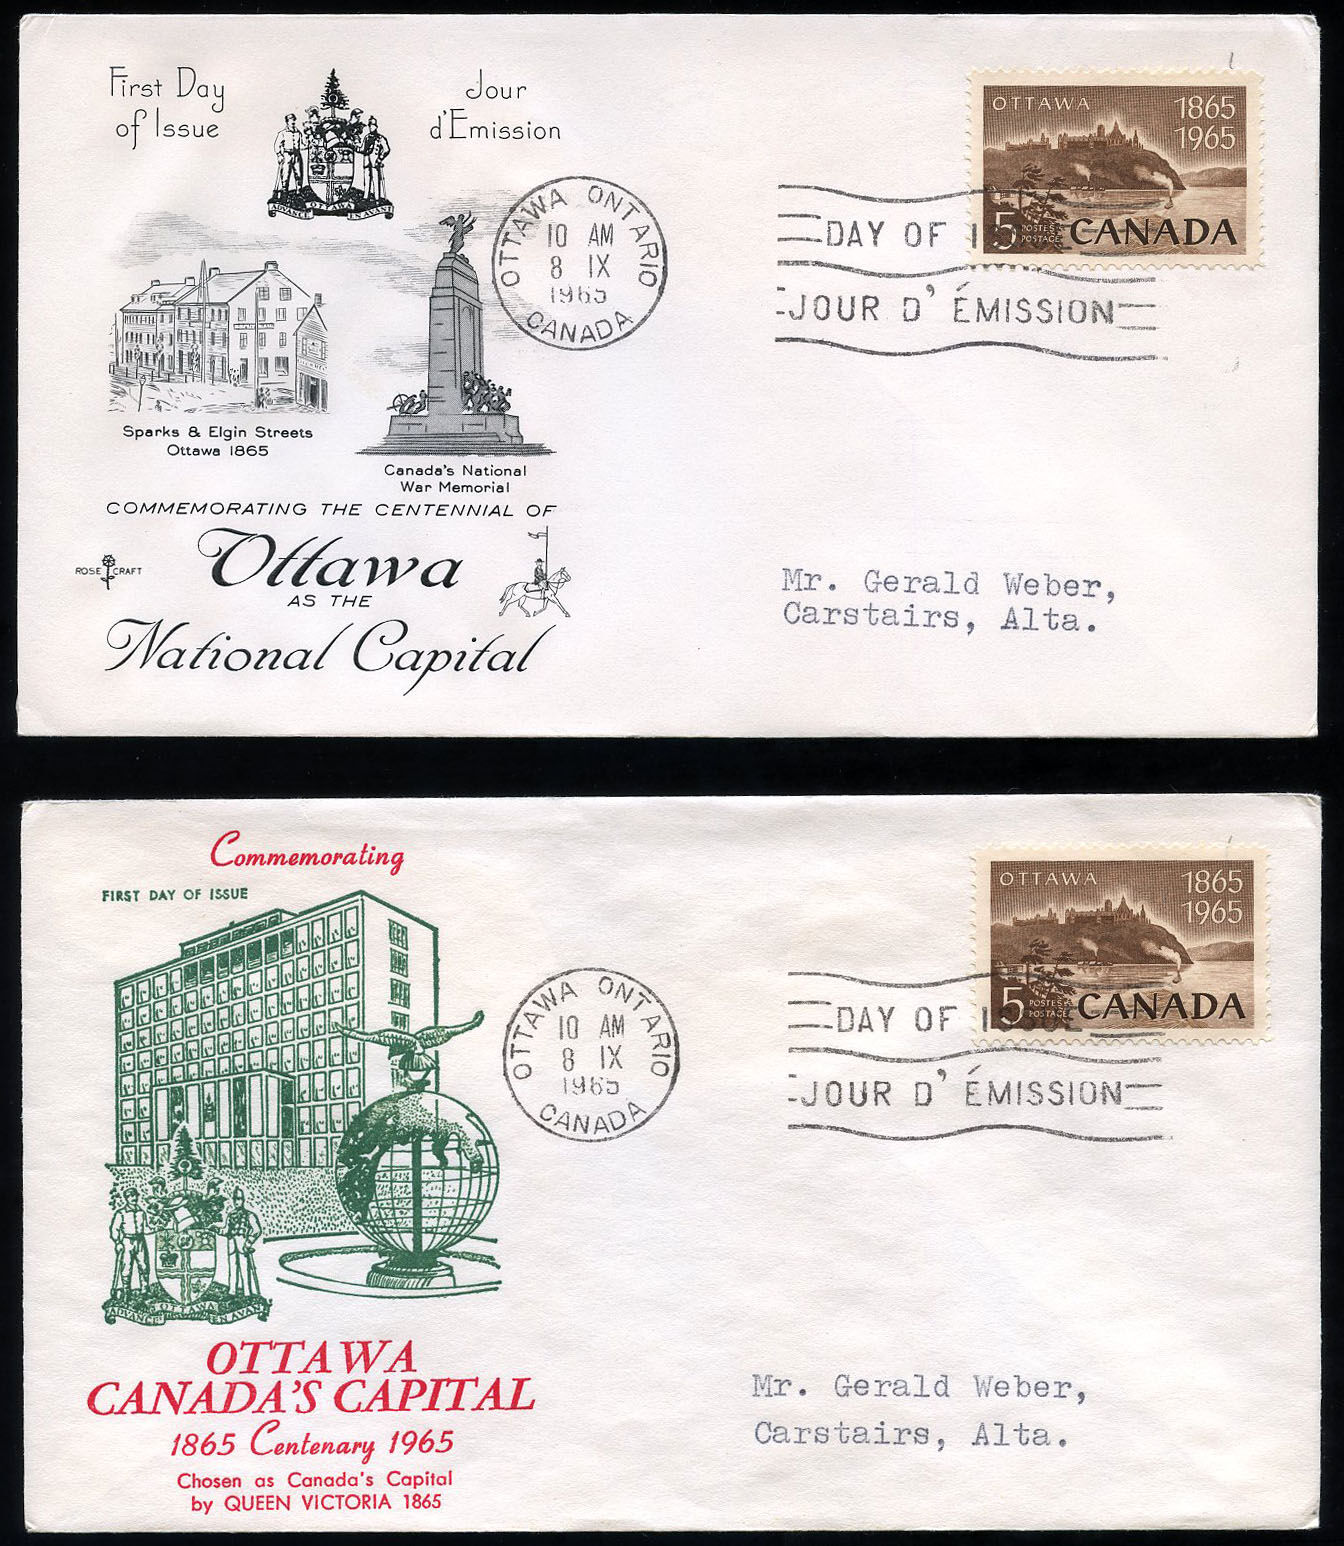 First Day
of Issue
Jour
d'Emission
ADVANCE OTTAWA EN AVANT
OTTAWA ONTARIO
10 AM
8 IX
1965
CANADA
DAY OF
JOUR D' ÉMISSION
OTTAWA
1865
1965
5
POSTES
POSTAGE
CANADA
Sparks & Elgin Streets
Ottawa 1865
Canada's National
War Memorial
COMMEMORATING THE CENTENNIAL OF
Ottawa
AS THE
National Capital
ROSE CRAFT
Mr. Gerald Weber,
Carstairs, Alta.
Commemorating
FIRST DAY OF ISSUE
OTTAWA
ADVANCE EN AVANT
OTTAWA
CANADA'S CAPITAL
1865 Centenary 1965
Chosen as Canada's Capital
by QUEEN VICTORIA 1865
OTTAWA ONTARIO
10 AM
8 IX
1965
CANADA
DAY OF ISSUE
JOUR D' ÉMISSION
OTTAWA
1865
1965
5
POSTES
POSTAGE
CANADA
Mr. Gerald Weber,
Carstairs, Alta.